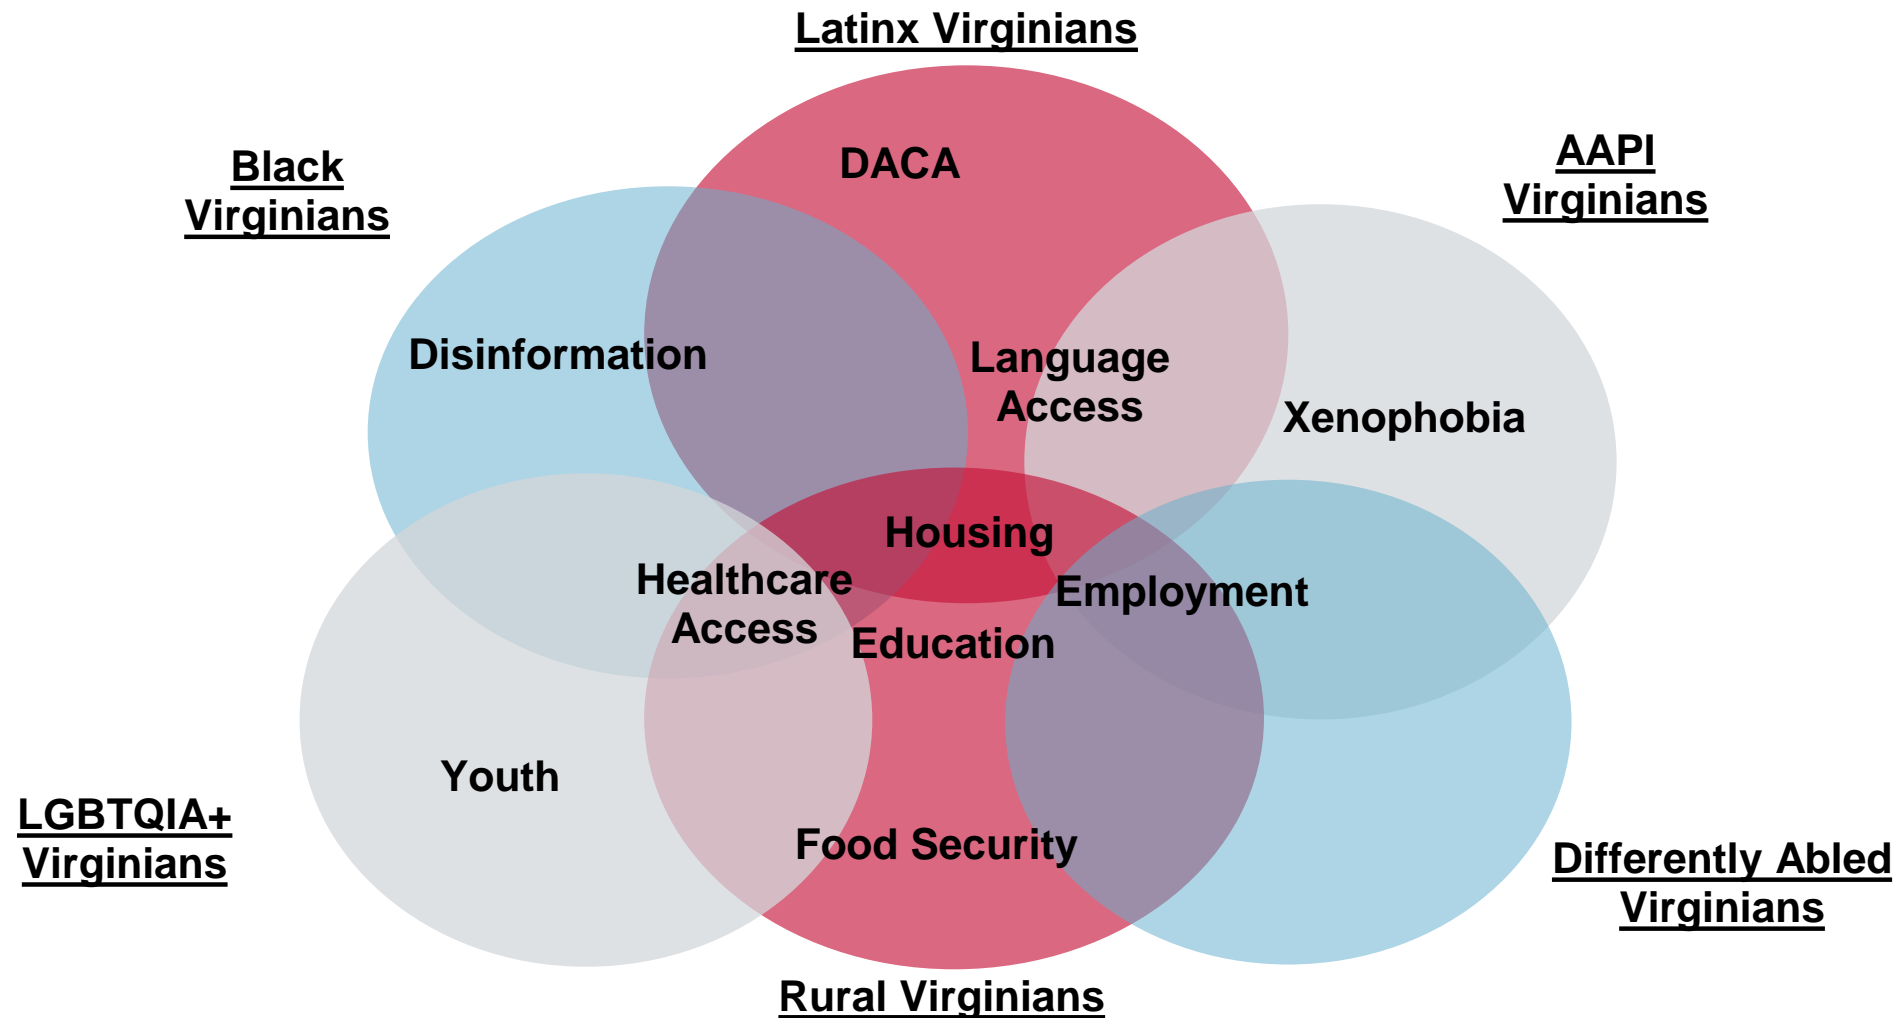 Latinx Virginians
Black
Virginians
DACA
AAPI
Virginians
Disinformation
Language
Access
Xenophobia
Housing
Healthcare
Access
Employment
Education
Youth
Food Security
LGBTQIA+
Virginians
Differently Abled
Virginians
Rural Virginians